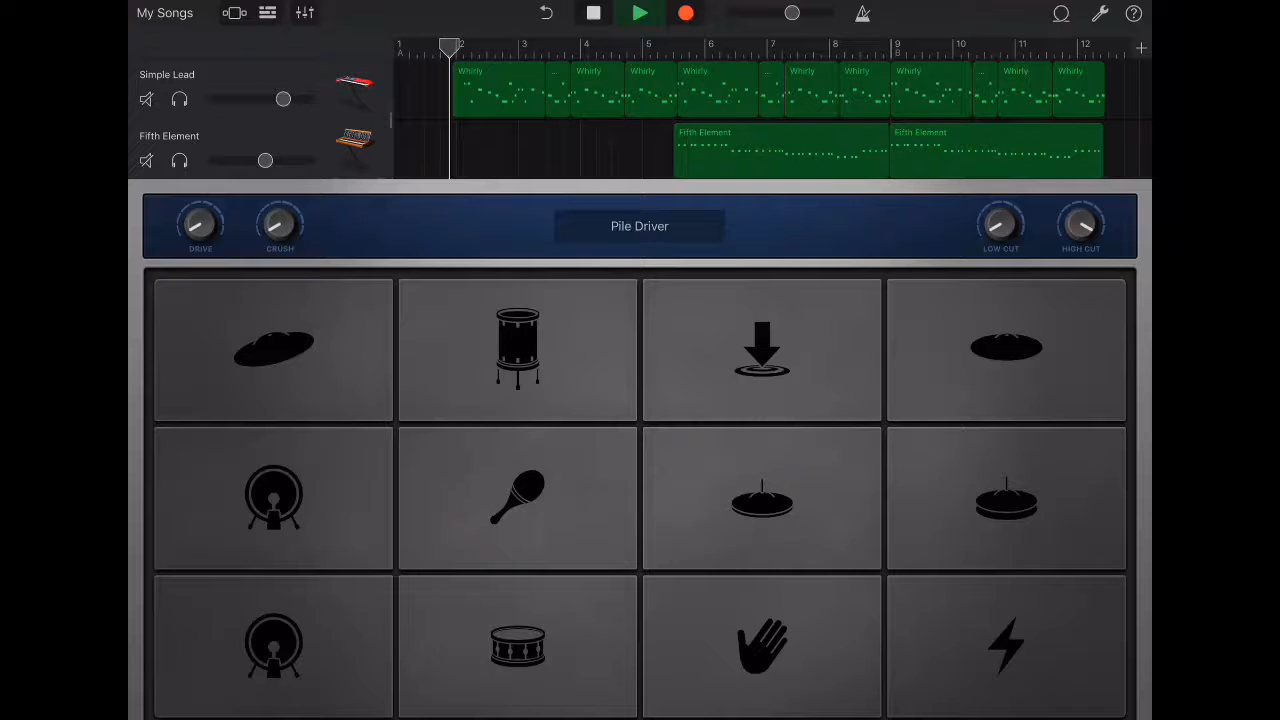 My Songs
1 2 3 4 5 6 7 8 9 10 11 12
A B
Simple Lead
Whirly ... Whirly Whirly Whirly ... Whirly Whirly Whirly ... Whirly Whirly
Fifth Element
Fifth Element Fifth Element
Pile Driver
DRIVE CRUSH LOW CUT HIGH CUT